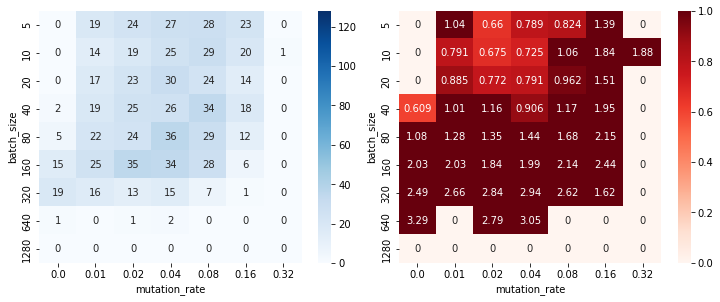 batch_size
5 0 19 24 27 28 23 0
10 0 14 19 25 29 20 1
20 0 17 23 30 24 14 0
40 2 19 25 26 34 18 0
80 5 22 24 36 29 12 0
160 15 25 35 34 28 6 0
320 19 16 13 15 7 1 0
640 1 0 1 2 0 0 0
1280 0 0 0 0 0 0 0
0.0 0.01 0.02 0.04 0.08 0.16 0.32
mutation_rate
120
100
80
60
40
20
0
batch_size
5 0 1.04 0.66 0.789 0.824 1.39 0
10 0 0.791 0.675 0.725 1.06 1.84 1.88
20 0 0.885 0.772 0.791 0.962 1.51 0
40 0.609 1.01 1.16 0.906 1.17 1.95 0
80 1.08 1.28 1.35 1.44 1.68 2.15 0
160 2.03 2.03 1.84 1.99 2.14 2.44 0
320 2.49 2.66 2.84 2.94 2.62 1.62 0
640 3.29 0 2.79 3.05 0 0 0
1280 0 0 0 0 0 0 0
0.0 0.01 0.02 0.04 0.08 0.16 0.32
mutation_rate
1.0
0.8
0.6
0.4
0.2
0.0